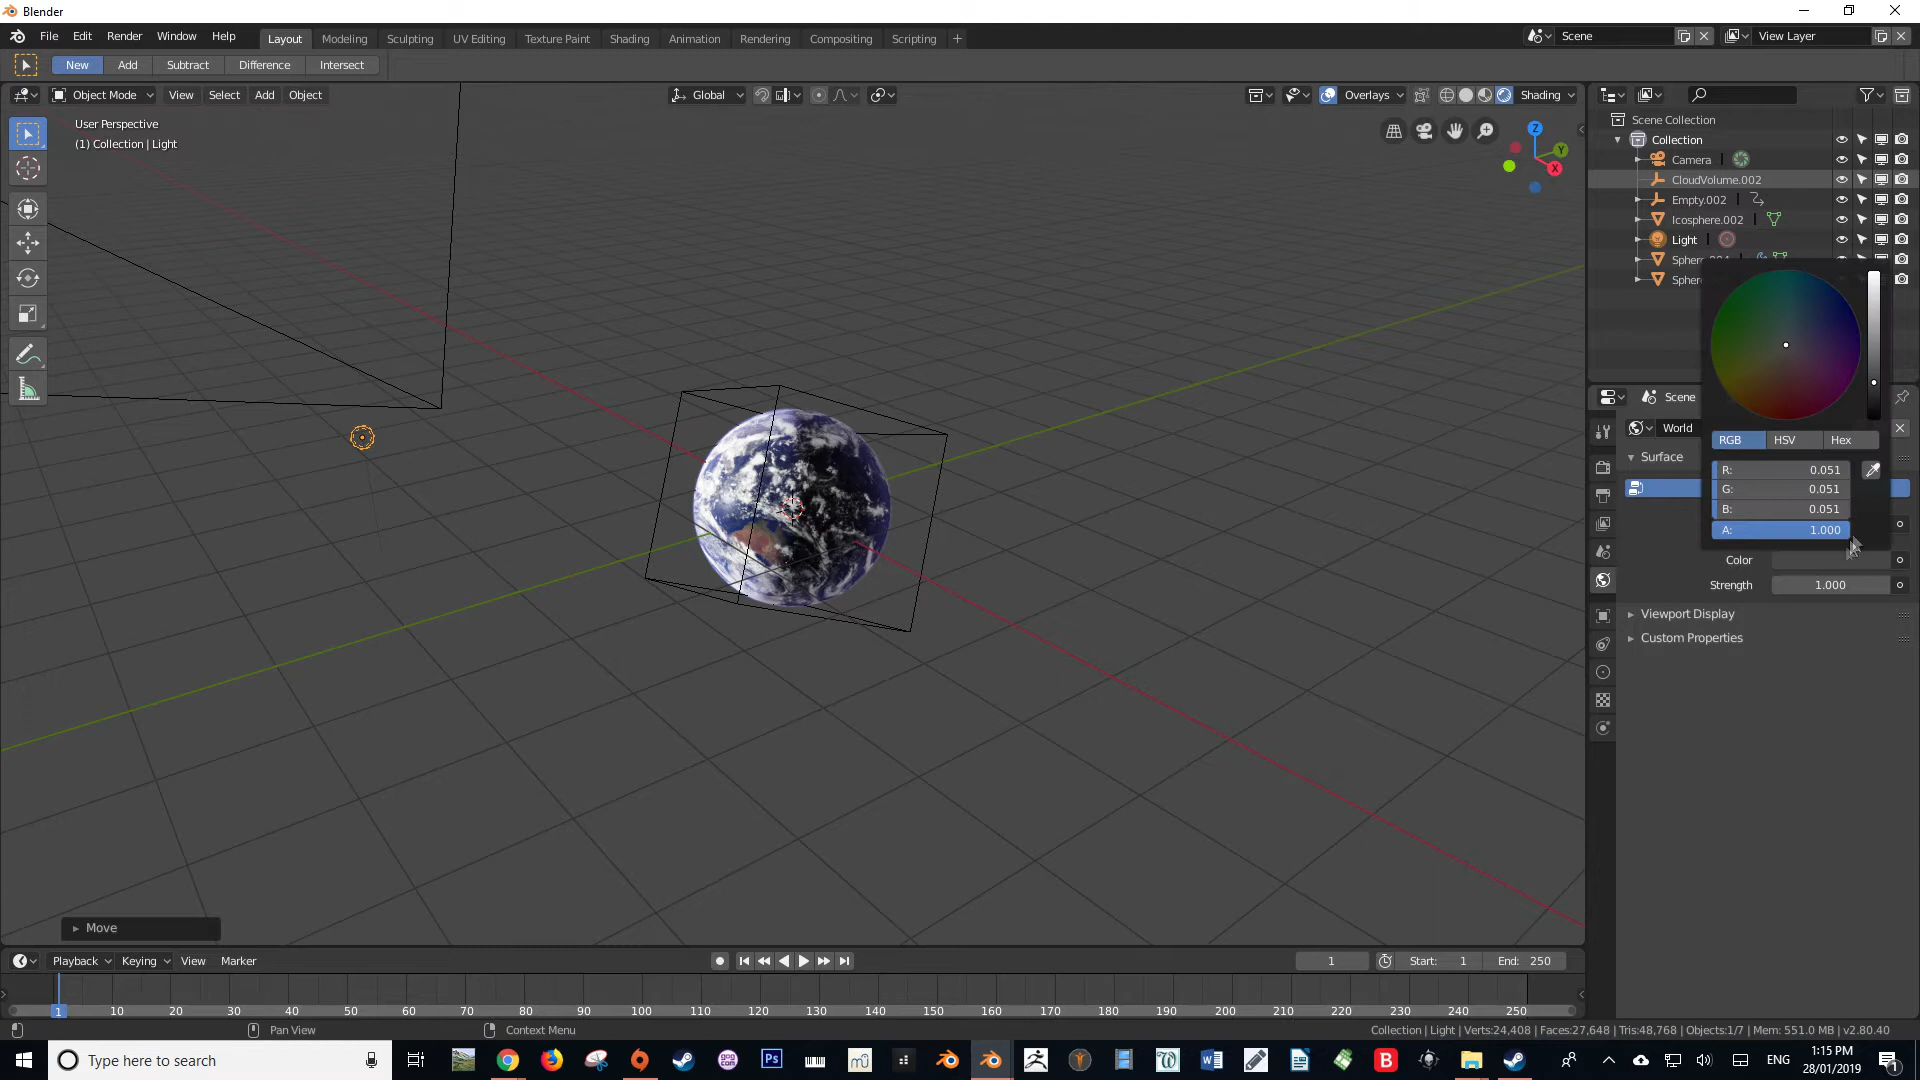 Blender
File Edit Render Window Help Layout Modeling Sculpting UV Editing Texture Paint Shading Animation Rendering Compositing Scripting + Scene View Layer
New Add Subtract Difference Intersect
Object Mode View Select Add Object Global Overlays Shading
User Perspective
(1) Collection | Light
Z
Y
X
Scene Collection
Collection
Camera
CloudVolume.002
Empty.002
Icosphere.002
Light
Sphere
Sphe
Scene
World
Surface
RGB HSV Hex
R: 0.051
G: 0.051
B: 0.051
A: 1.000
Color
Strength 1.000
Viewport Display
Custom Properties
Move
Playback Keying View Marker 1 Start: 1 End: 250
1 10 20 30 40 50 60 70 80 90 100 110 120 130 140 150 160 170 180 190 200 210 220 230 240 250
Pan View Context Menu Collection | Light | Verts:24,408 | Faces:27,648 | Tris:48,768 | Objects:1/7 | Mem: 551.0 MB | v2.80.40
Type here to search
ENG
1:15 PM
28/01/2019